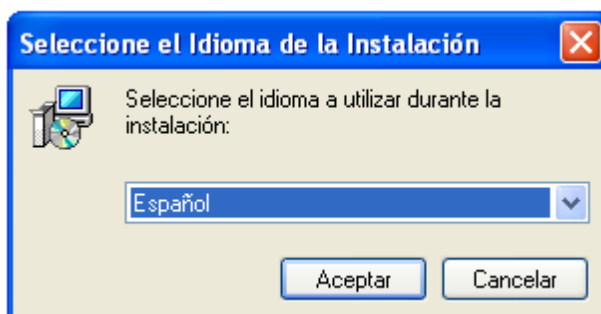 Seleccione el Idioma de la Instalación
Seleccione el idioma a utilizar durante la
instalación:
Español
Aceptar
Cancelar